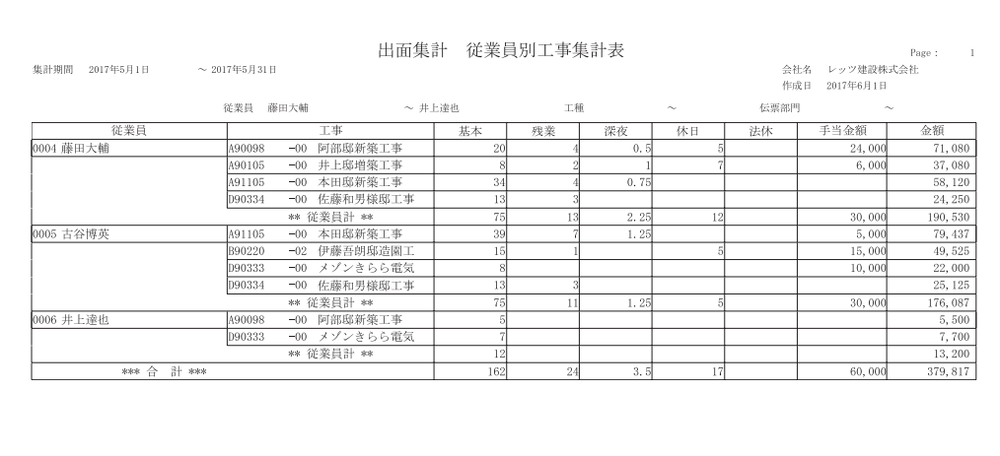 出面集計　従業員別工事集計表
Page :　1
集計期間　2017年5月1日　～ 2017年5月31日　会社名　レッツ建設株式会社
作成日　2017年6月1日
従業員　藤田大輔　～ 井上達也　工種　～　伝票部門　～
従業員　工事　基本　残業　深夜　休日　法休　手当金額　金額
0004 藤田大輔　A90098　-00　阿部邸新築工事　20　4　0.5　5　24,000　71,080
A90105　-00　井上邸増築工事　8　2　1　7　6,000　37,080
A91105　-00　本田邸新築工事　34　4　0.75　58,120
D90334　-00　佐藤和男様邸工事　13　3　24,250
** 従業員計 **　75　13　2.25　12　30,000　190,530
0005 古谷博英　A91105　-00　本田邸新築工事　39　7　1.25　5,000　79,437
B90220　-02　伊藤吾朗邸造園工　15　1　5　15,000　49,525
D90333　-00　メゾンきらら電気　8　10,000　22,000
D90334　-00　佐藤和男様邸工事　13　3　25,125
** 従業員計 **　75　11　1.25　5　30,000　176,087
0006 井上達也　A90098　-00　阿部邸新築工事　5　5,500
D90333　-00　メゾンきらら電気　7　7,700
** 従業員計 **　12　13,200
*** 合　計 ***　162　24　3.5　17　60,000　379,817